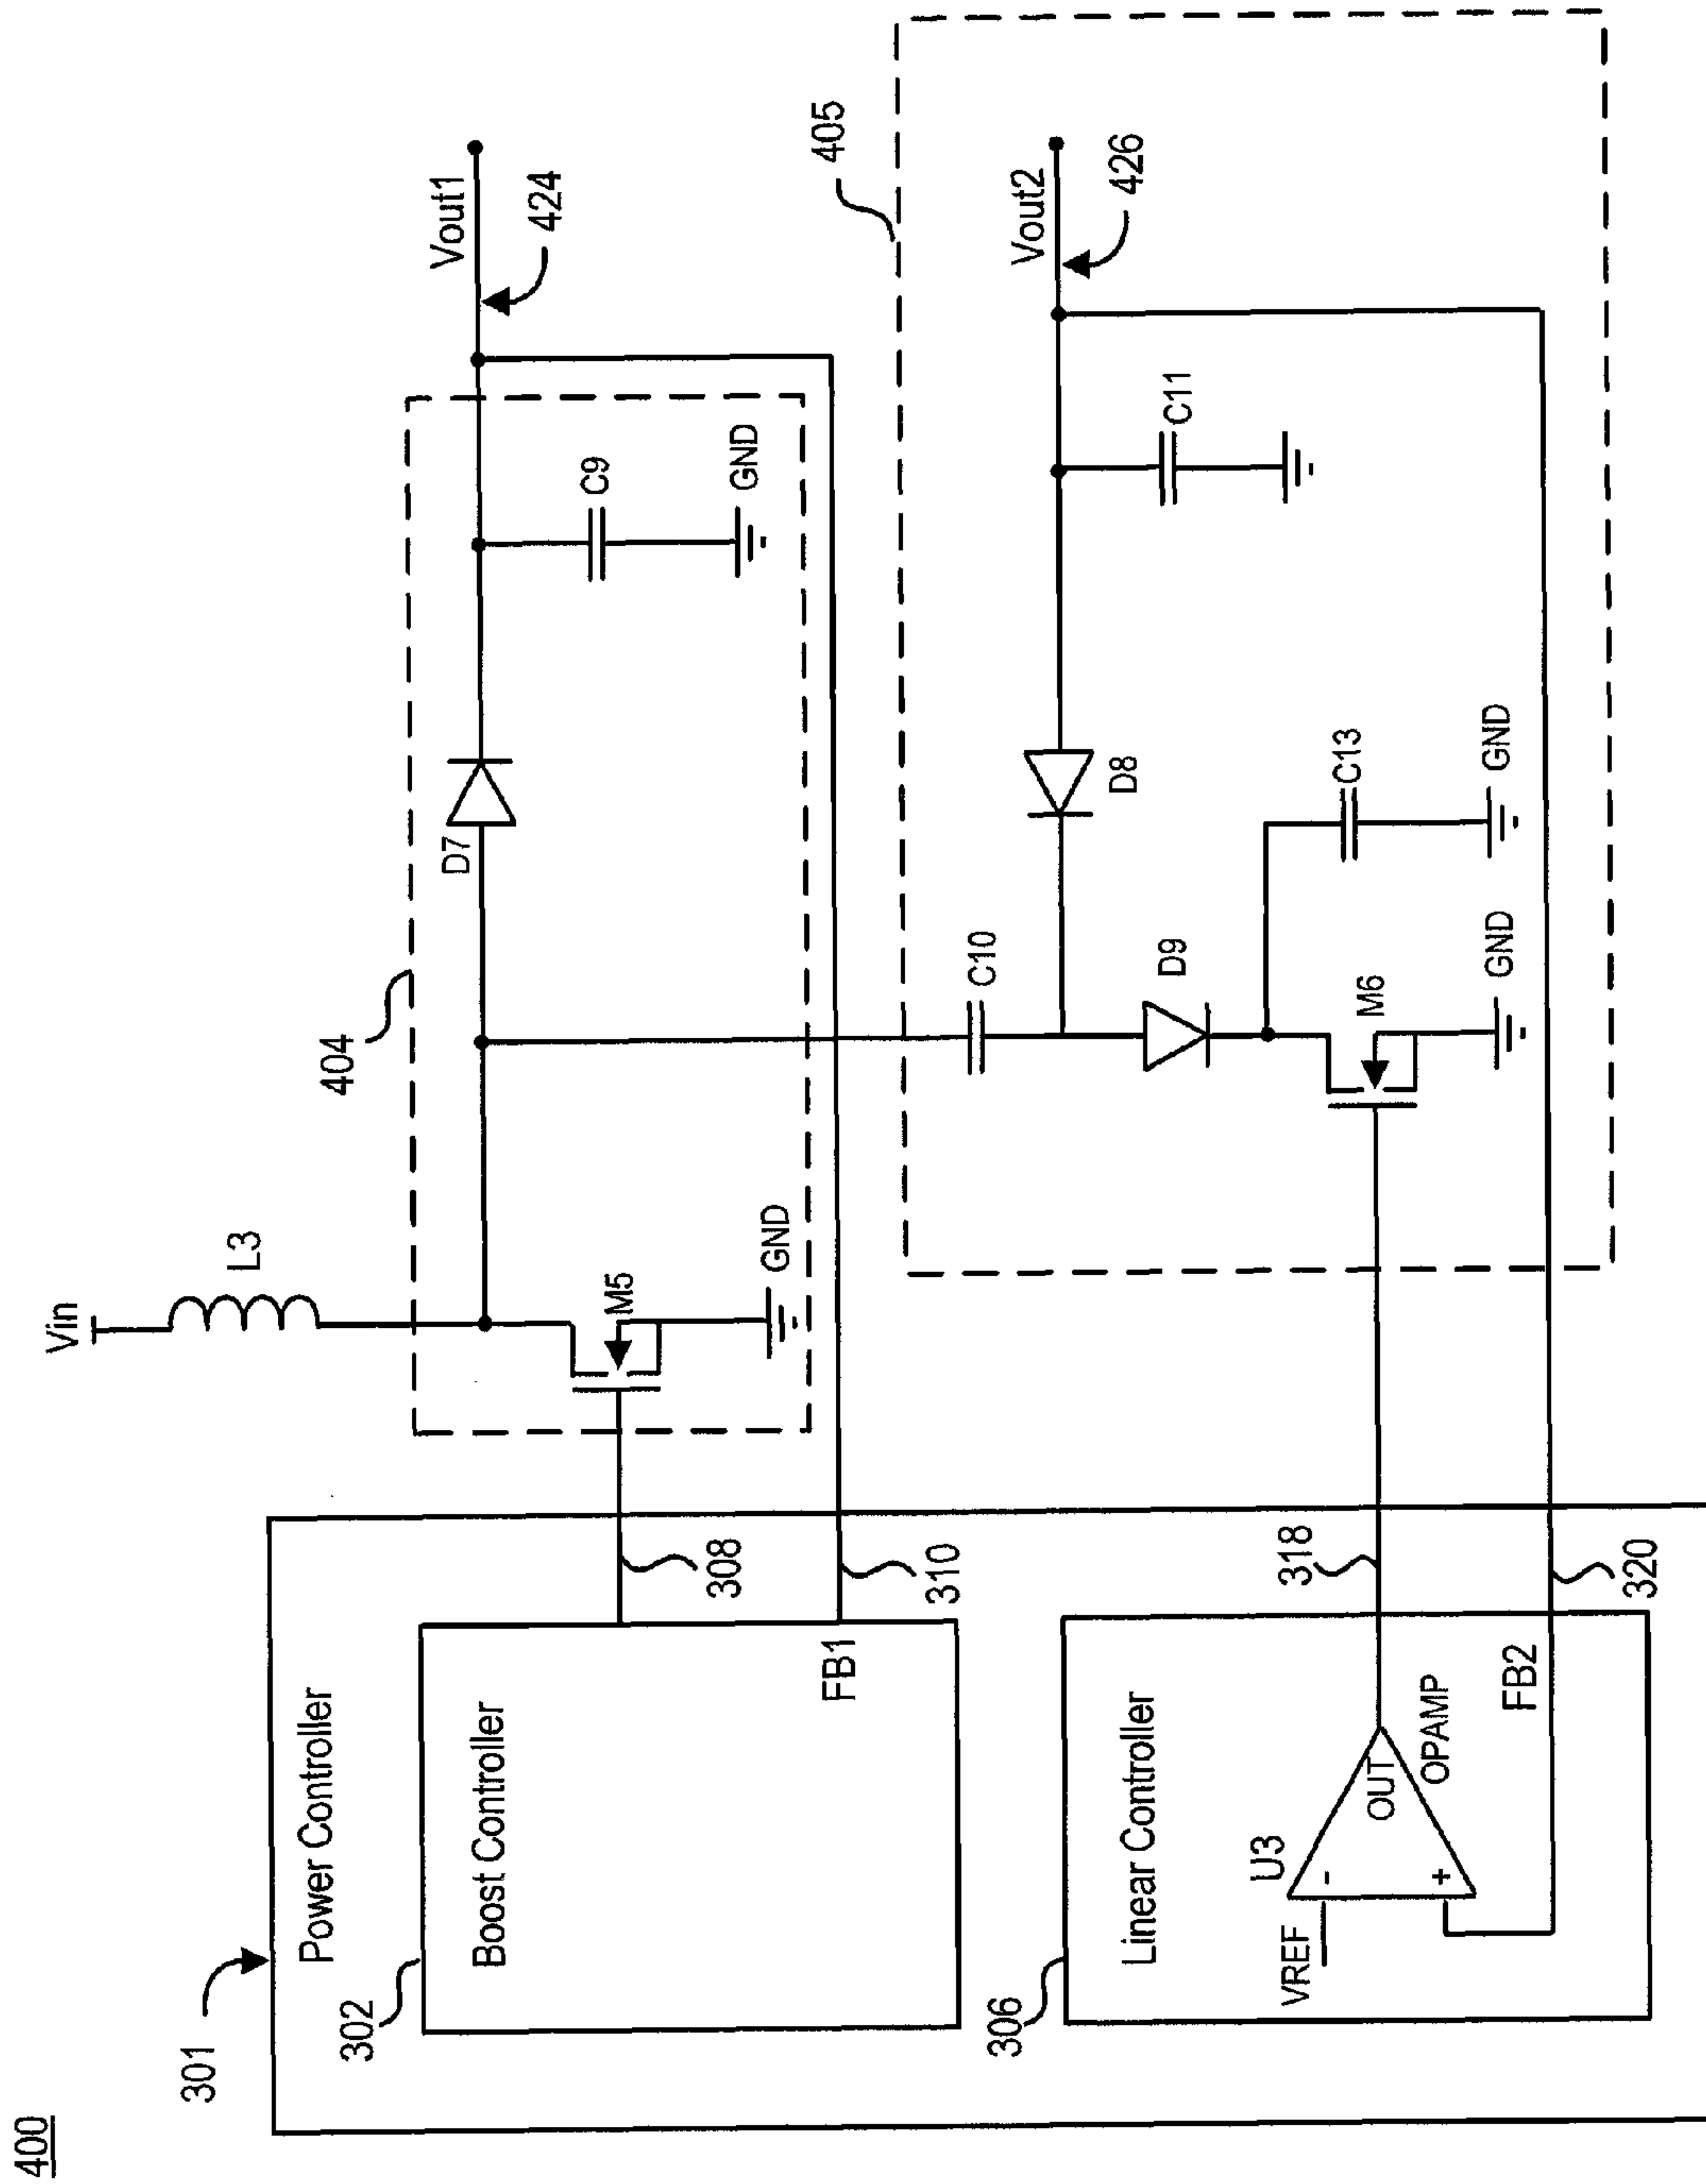 400
301
Power Controller
302
Boost Controller
FB1
308
310
306
Linear Controller
VREF
U3
-
+
OUT
OPAMP
FB2
318
320
Vin
L3
404
M5
GND
D7
C9
GND
Vout1
424
405
C10
D9
M6
GND
C13
GND
D8
C11
Vout2
426